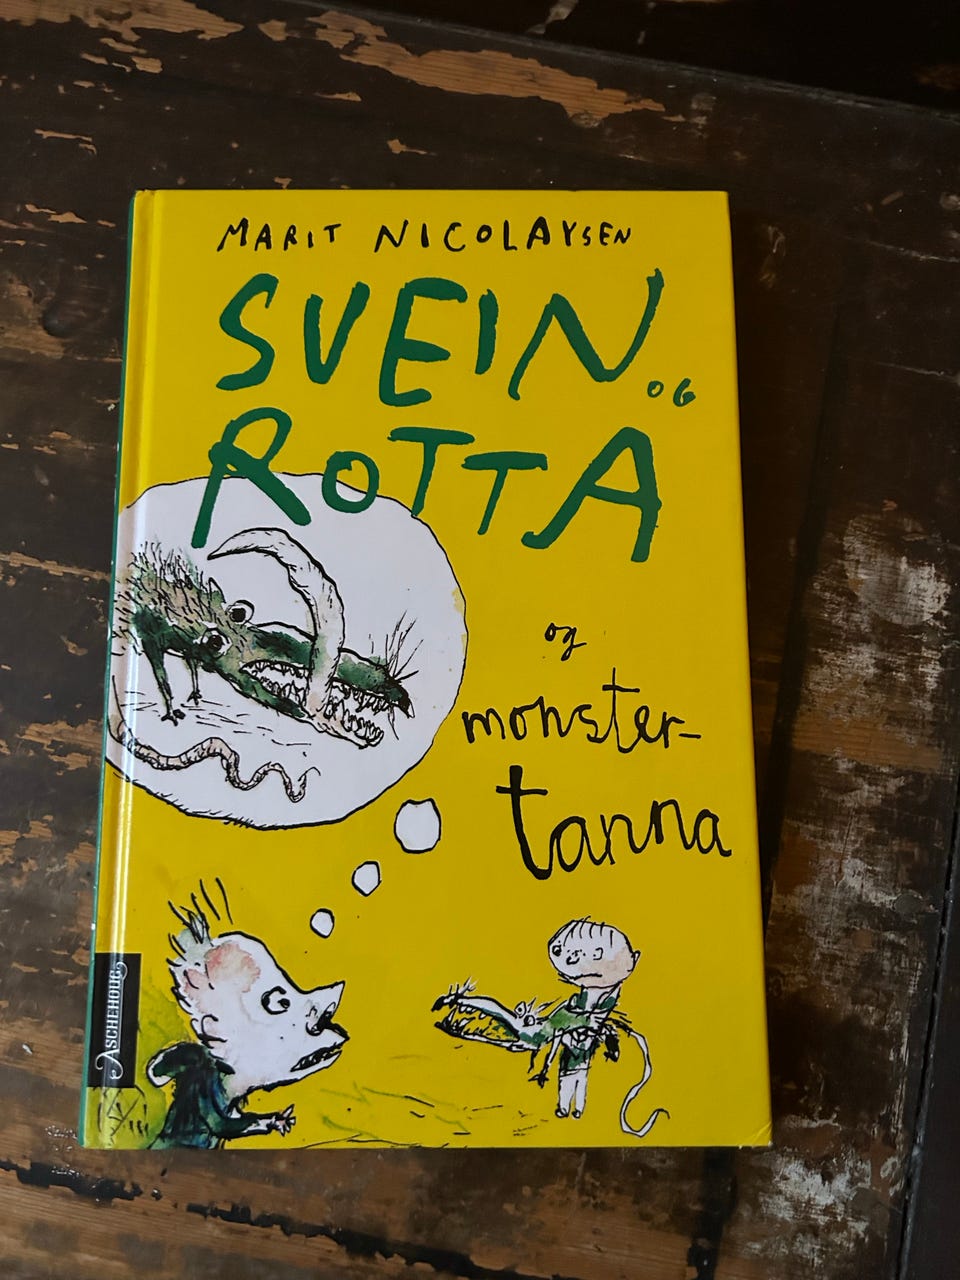 MARIT NICOLAYSEN
SVEIN
OG
ROTTA
og
monster-
tanna
ASCHEHOUG